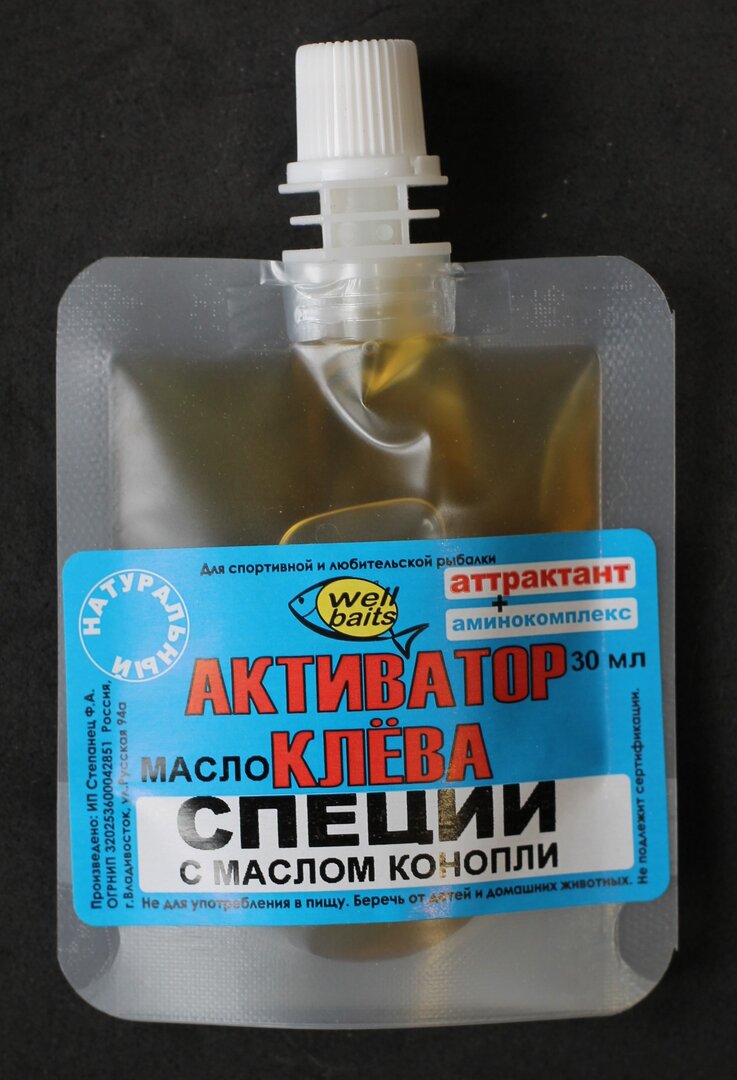 Для спортивной и любительской рыбалки
НАТУРАЛЬНЫЙ
well
baits
аттрактант
+
аминокомплекс
АКТИВАТОР
30 мл
МАСЛО КЛЁВА
СПЕЦИИ
С МАСЛОМ КОНОПЛИ
Не для употребления в пищу. Беречь от детей и домашних животных.
Произведено: ИП Степанец Ф.А.
ОГРНИП 320253600042851 Россия,
г.Владивосток, ул.Русская 94а
Не подлежит сертификации.